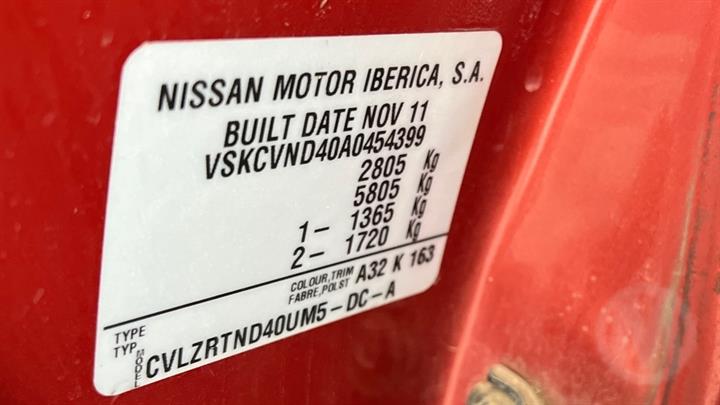 NISSAN MOTOR IBERICA, S.A.
BUILT DATE NOV 11
VSKCVND40A0454399
2805 Kg
5805 Kg
1- 1365 Kg
2- 1720 Kg
COLOUR,TRIM A32 K 163
FABRE,POLST
TYPE
TYP
MODEL CVLZRTND40UM5-DC-A